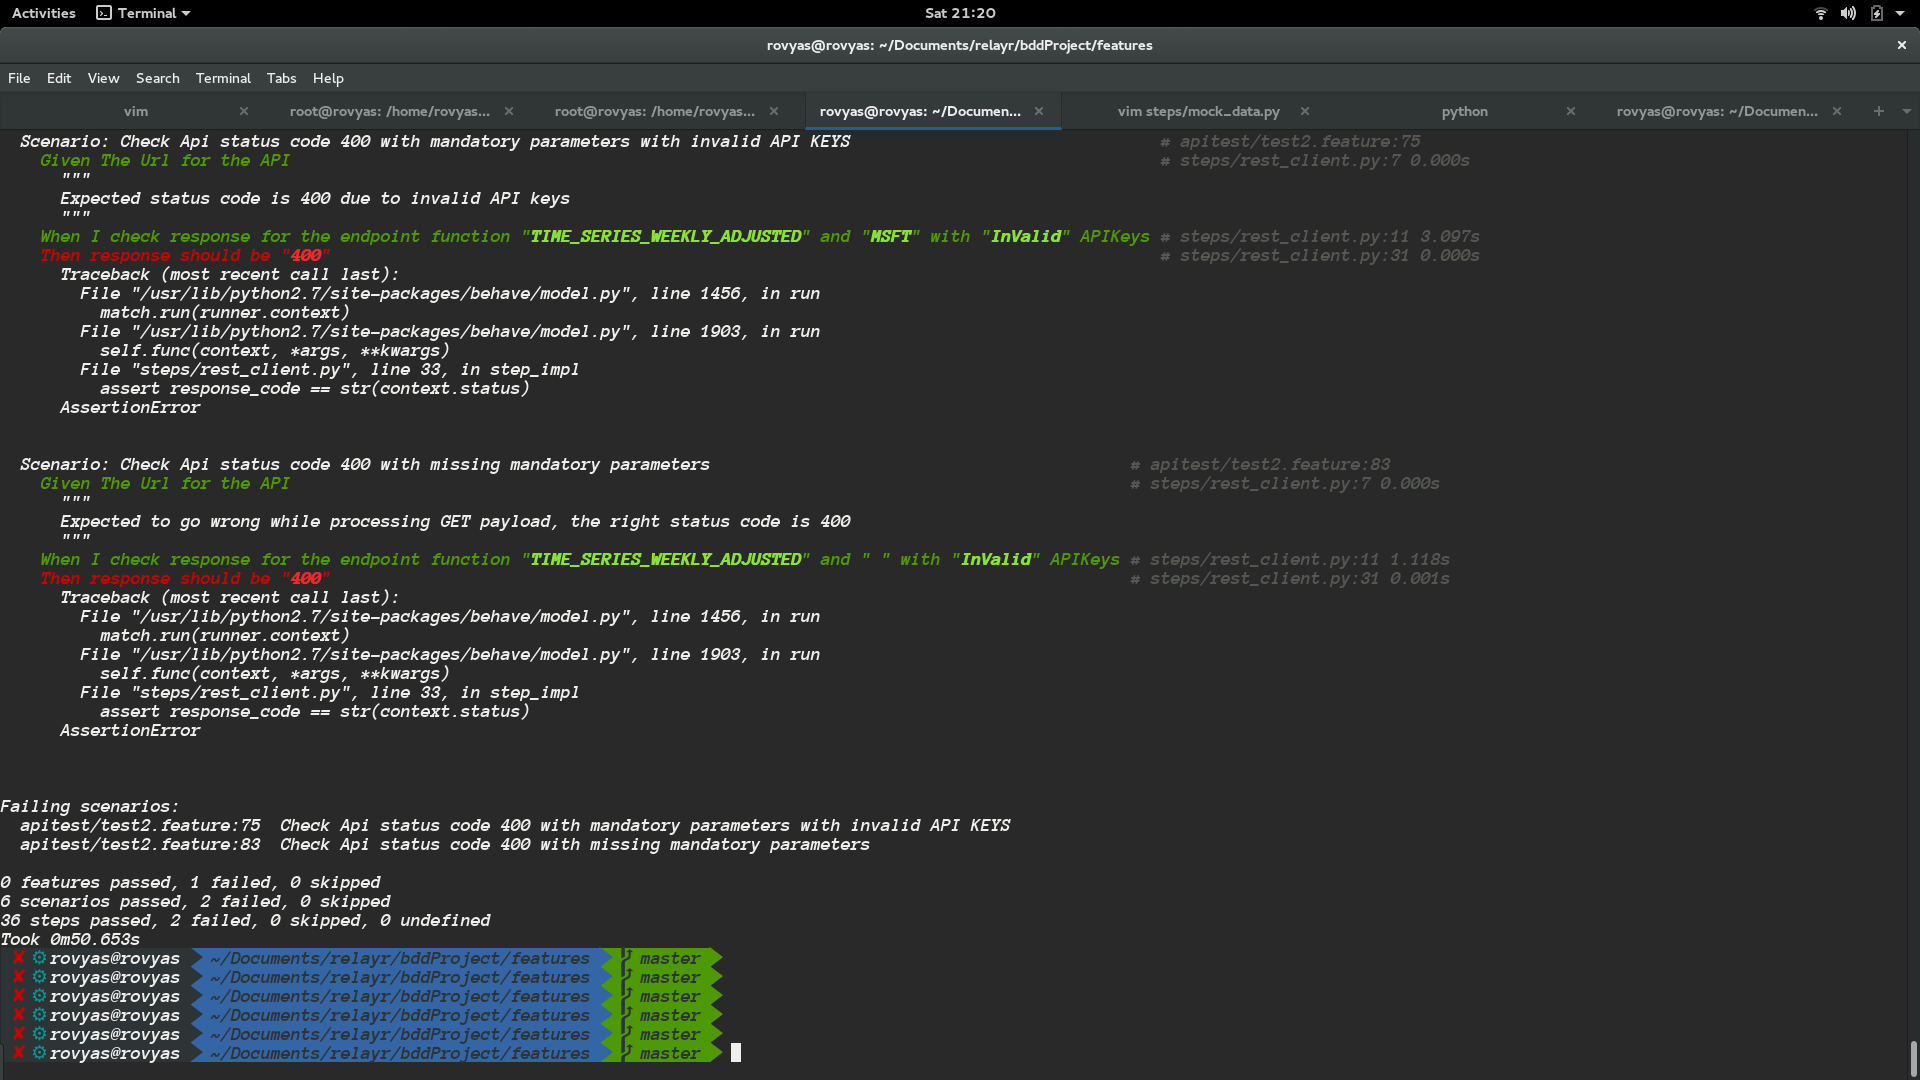 Activities Terminal Sat 21:20
rovyas@rovyas: ~/Documents/relayr/bddProject/features
File Edit View Search Terminal Tabs Help
vim root@rovyas: /home/rovyas... root@rovyas: /home/rovyas... rovyas@rovyas: ~/Documen... vim steps/mock_data.py python rovyas@rovyas: ~/Documen...
Scenario: Check Api status code 400 with mandatory parameters with invalid API KEYS # apitest/test2.feature:75
Given The Url for the API # steps/rest_client.py:7 0.000s
"""
Expected status code is 400 due to invalid API keys
"""
When I check response for the endpoint function "TIME_SERIES_WEEKLY_ADJUSTED" and "MSFT" with "InValid" APIKeys # steps/rest_client.py:11 3.097s
Then response should be "400" # steps/rest_client.py:31 0.000s
Traceback (most recent call last):
File "/usr/lib/python2.7/site-packages/behave/model.py", line 1456, in run
match.run(runner.context)
File "/usr/lib/python2.7/site-packages/behave/model.py", line 1903, in run
self.func(context, *args, **kwargs)
File "steps/rest_client.py", line 33, in step_impl
assert response_code == str(context.status)
AssertionError
Scenario: Check Api status code 400 with missing mandatory parameters # apitest/test2.feature:83
Given The Url for the API # steps/rest_client.py:7 0.000s
"""
Expected to go wrong while processing GET payload, the right status code is 400
"""
When I check response for the endpoint function "TIME_SERIES_WEEKLY_ADJUSTED" and " " with "InValid" APIKeys # steps/rest_client.py:11 1.118s
Then response should be "400" # steps/rest_client.py:31 0.001s
Traceback (most recent call last):
File "/usr/lib/python2.7/site-packages/behave/model.py", line 1456, in run
match.run(runner.context)
File "/usr/lib/python2.7/site-packages/behave/model.py", line 1903, in run
self.func(context, *args, **kwargs)
File "steps/rest_client.py", line 33, in step_impl
assert response_code == str(context.status)
AssertionError
Failing scenarios:
apitest/test2.feature:75 Check Api status code 400 with mandatory parameters with invalid API KEYS
apitest/test2.feature:83 Check Api status code 400 with missing mandatory parameters
0 features passed, 1 failed, 0 skipped
6 scenarios passed, 2 failed, 0 skipped
36 steps passed, 2 failed, 0 skipped, 0 undefined
Took 0m50.653s
✘ ⚙ rovyas@rovyas ~/Documents/relayr/bddProject/features master
✘ ⚙ rovyas@rovyas ~/Documents/relayr/bddProject/features master
✘ ⚙ rovyas@rovyas ~/Documents/relayr/bddProject/features master
✘ ⚙ rovyas@rovyas ~/Documents/relayr/bddProject/features master
✘ ⚙ rovyas@rovyas ~/Documents/relayr/bddProject/features master
✘ ⚙ rovyas@rovyas ~/Documents/relayr/bddProject/features master